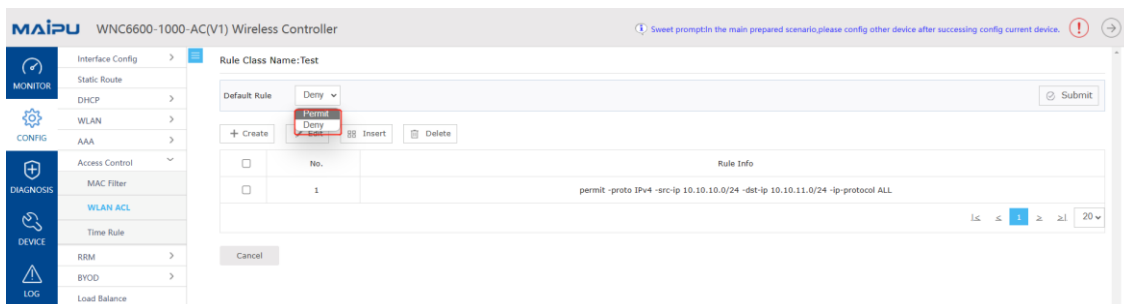 MAIPU WNC6600-1000-AC(V1) Wireless Controller
Sweet prompt:In the main prepared scenario,please config other device after successing config current device.
MONITOR
CONFIG
DIAGNOSIS
DEVICE
LOG
Interface Config
Static Route
DHCP
WLAN
AAA
Access Control
MAC Filter
WLAN ACL
Time Rule
RRM
BYOD
Load Balance
Rule Class Name:Test
Default Rule Deny Submit
Permit
Deny
+ Create Edit Insert Delete
No. Rule Info
1 permit -proto IPv4 -src-ip 10.10.10.0/24 -dst-ip 10.10.11.0/24 -ip-protocol ALL
|< < 1 > >| 20
Cancel